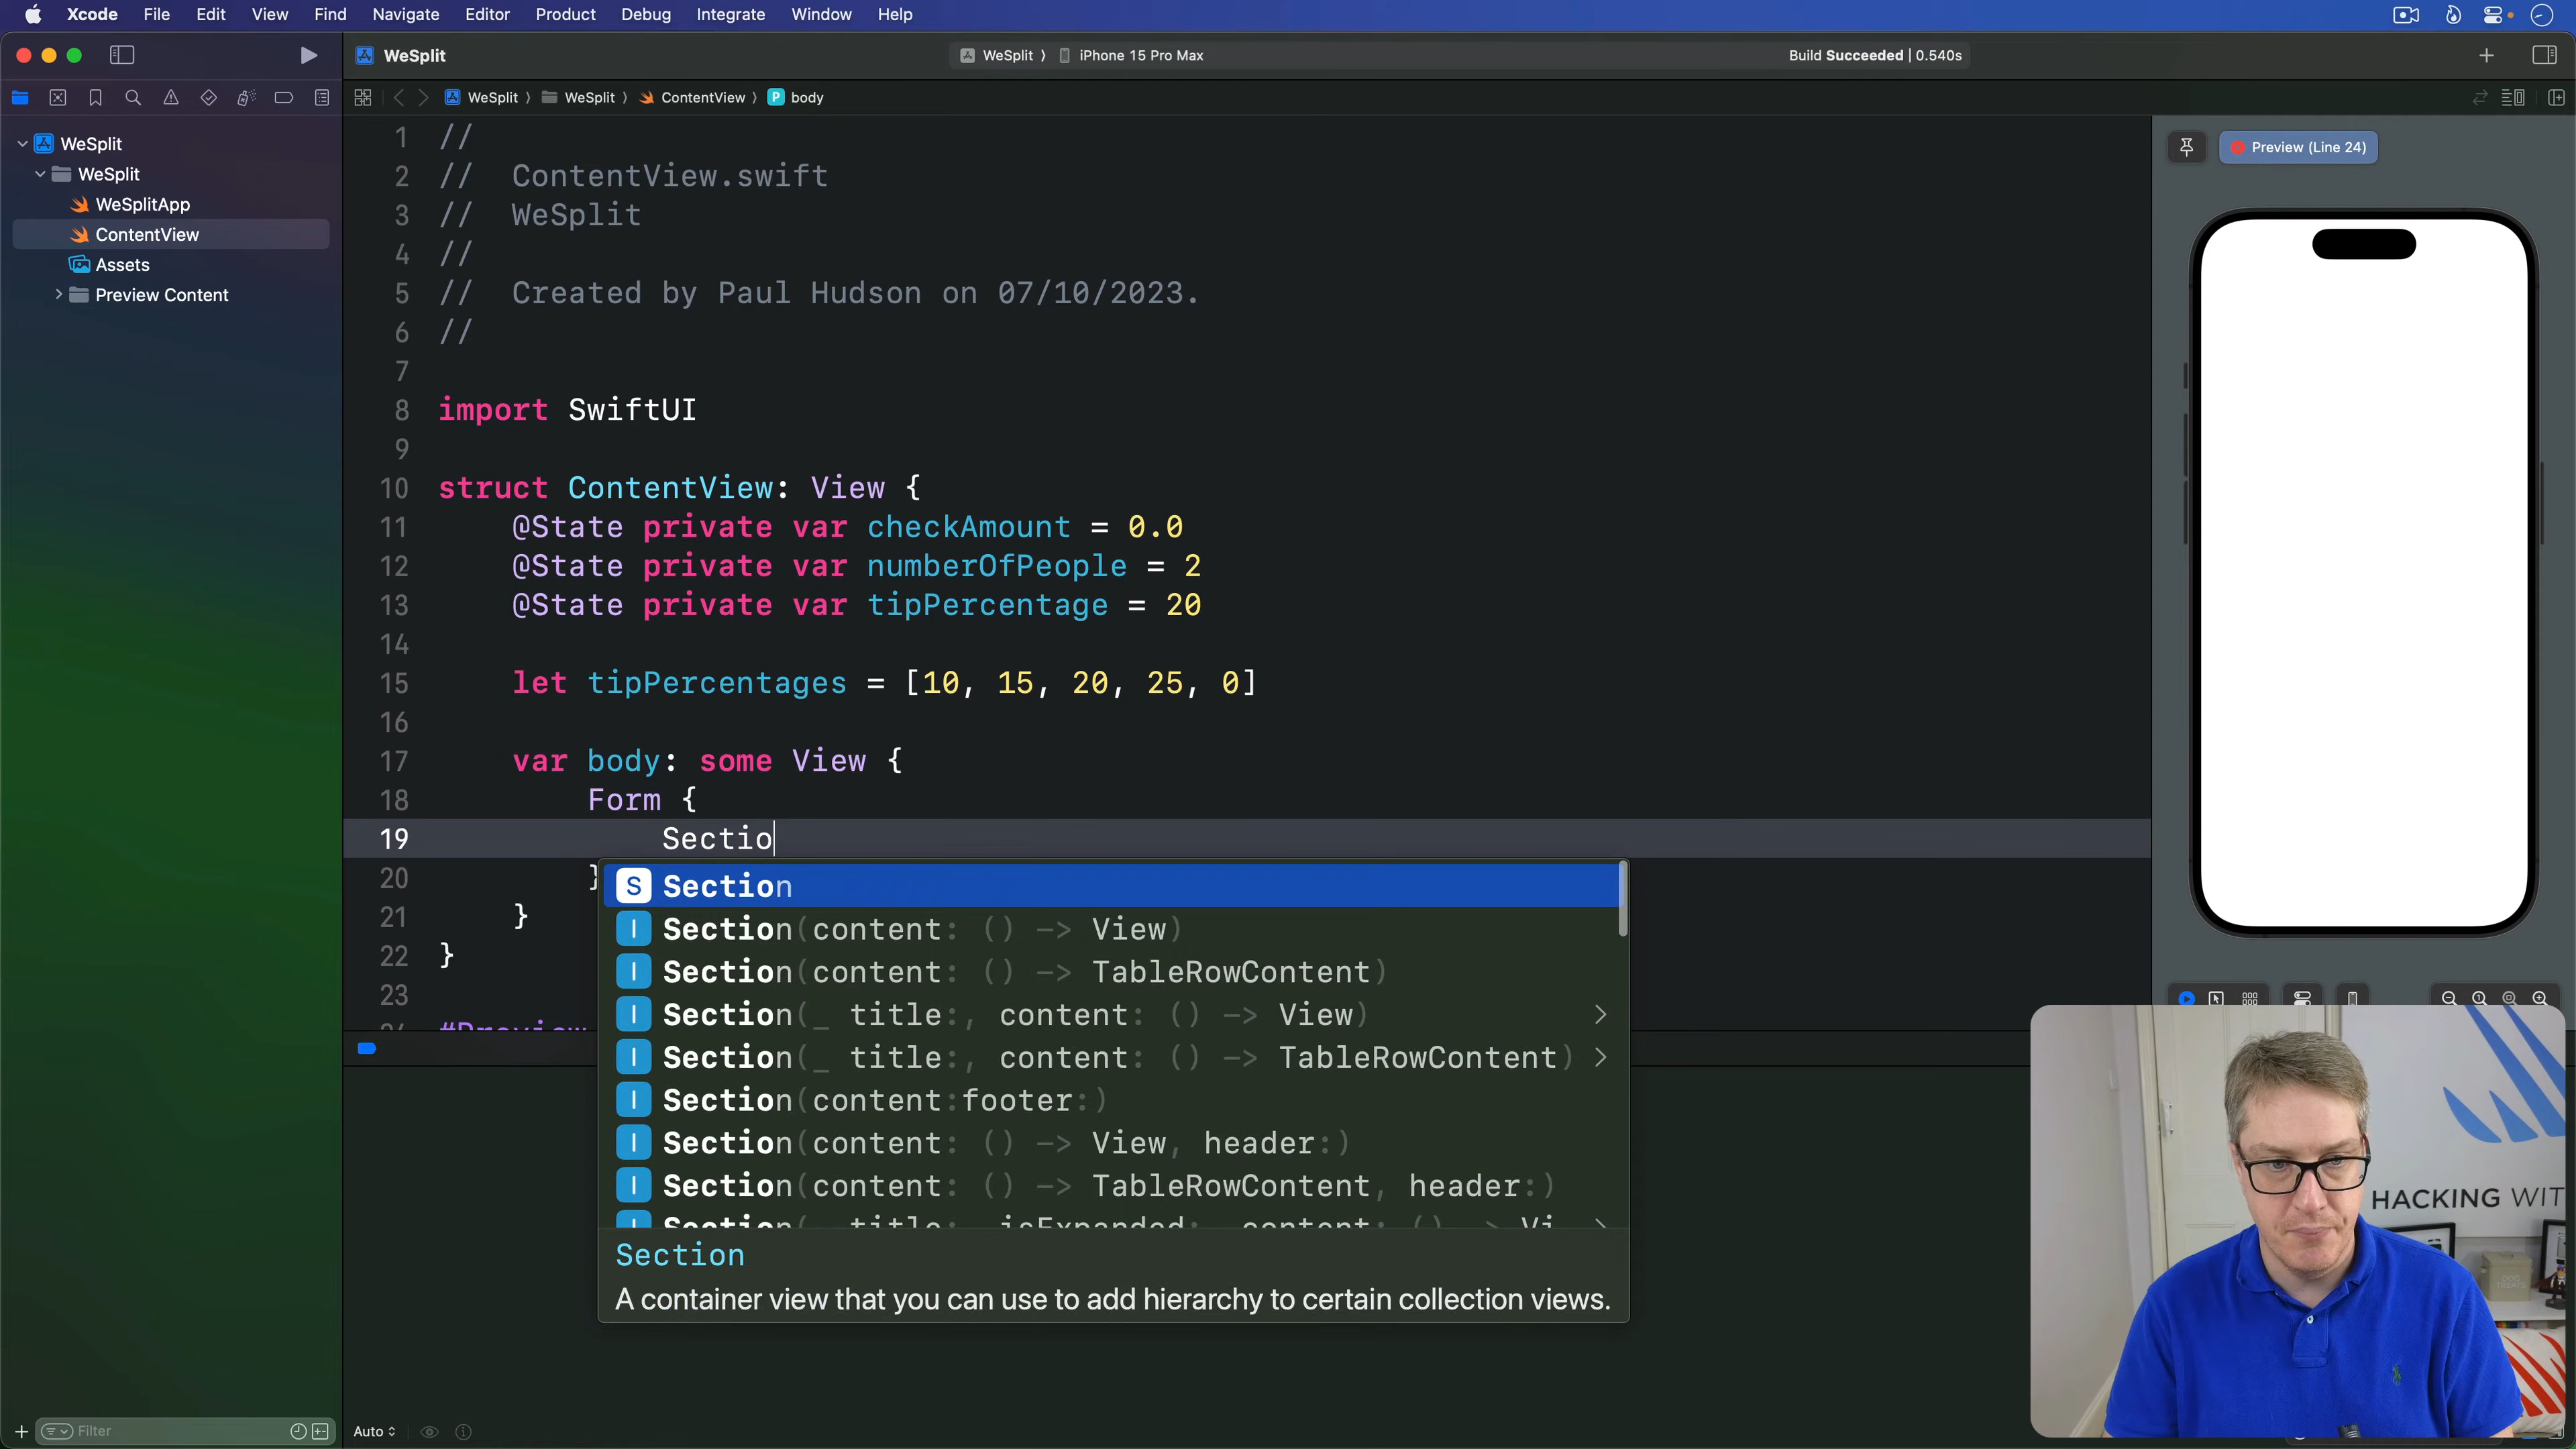 Xcode File Edit View Find Navigate Editor Product Debug Integrate Window Help
WeSplit
WeSplit 〉 iPhone 15 Pro Max
Build Succeeded | 0.540s
WeSplit 〉 WeSplit 〉 ContentView 〉 P body
WeSplit
WeSplit
WeSplitApp
ContentView
Assets
Preview Content
1 //
2 //  ContentView.swift
3 //  WeSplit
4 //
5 //  Created by Paul Hudson on 07/10/2023.
6 //
7
8 import SwiftUI
9
10 struct ContentView: View {
11     @State private var checkAmount = 0.0
12     @State private var numberOfPeople = 2
13     @State private var tipPercentage = 20
14
15     let tipPercentages = [10, 15, 20, 25, 0]
16
17     var body: some View {
18         Form {
19             Sectio
20         }
21     }
22 }
23
#Preview
S Section
I Section(content: () -> View)
I Section(content: () -> TableRowContent)
I Section(_ title:, content: () -> View)
I Section(_ title:, content: () -> TableRowContent)
I Section(content:footer:)
I Section(content: () -> View, header:)
I Section(content: () -> TableRowContent, header:)
Section
A container view that you can use to add hierarchy to certain collection views.
Preview (Line 24)
HACKING WIT
Filter
Auto